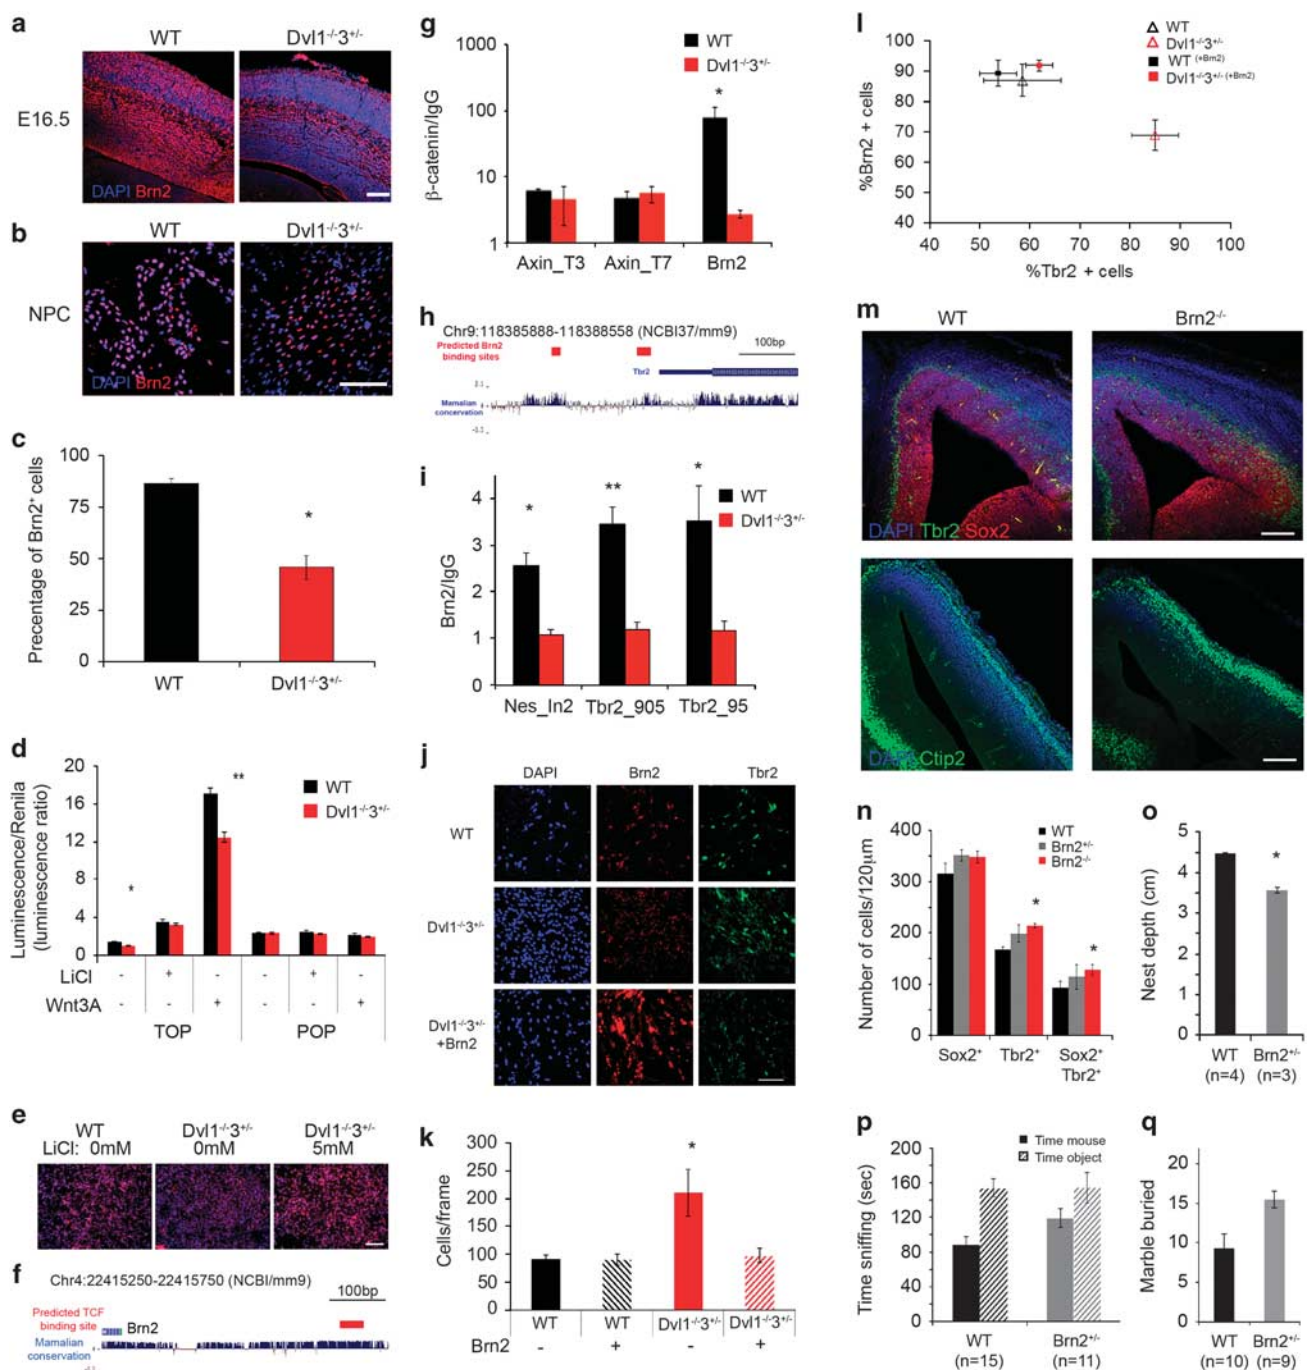 a
WT
Dvl1-/-3+/-
E16.5
DAPI Brn2
b
WT
Dvl1-/-3+/-
NPC
DAPI Brn2
c
100
75
50
25
0
Precentage of Brn2+ cells
*
WT
Dvl1-/-3+/-
d
20
16
12
8
4
0
Luminescence/Renila
(luminescence ratio)
WT
Dvl1-/-3+/-
*
**
LiCl - + - - + -
Wnt3A - - + - - +
TOP
POP
e
WT
Dvl1-/-3+/-
Dvl1-/-3+/-
LiCl: 0mM
0mM
5mM
f
Chr4:22415250-22415750 (NCBI/mm9)
100bp
Predicted TCF
binding site
Brn2
Mamalian
conservation
g
1000
100
10
1
β-catenin/IgG
WT
Dvl1-/-3+/-
*
Axin_T3
Axin_T7
Brn2
h
Chr9:118385888-118388558 (NCBI37/mm9)
Predicted Brn2
binding sites
100bp
Tbr2
Mamalian
concervation
i
4
3
2
1
0
Brn2/IgG
*
**
*
WT
Dvl1-/-3+/-
Nes_In2
Tbr2_905
Tbr2_95
j
DAPI
Brn2
Tbr2
WT
Dvl1-/-3+/-
Dvl1-/-3+/-
+Brn2
k
300
250
200
150
100
50
0
Cells/frame
*
WT
WT
Dvl1-/-3+/-
Dvl1-/-3+/-
Brn2 - + - +
l
WT
Dvl1-/-3+/-
WT (+Brn2)
Dvl1-/-3+/- (+Brn2)
100
90
80
70
60
50
40
%Brn2 + cells
40 50 60 70 80 90 100
%Tbr2 + cells
m
WT
Brn2-/-
DAPI Tbr2 Sox2
DAPI Ctip2
n
400
300
200
100
0
Number of cells/120μm
WT
Brn2+/-
Brn2-/-
*
*
Sox2+
Tbr2+
Sox2+
Tbr2+
o
5
4
3
2
1
0
Nest depth (cm)
*
WT
(n=4)
Brn2+/-
(n=3)
p
200
160
120
80
40
0
Time sniffing (sec)
Time mouse
Time object
WT
(n=15)
Brn2+/-
(n=11)
q
20
15
10
5
0
Marble buried
WT
(n=10)
Brn2+/-
(n=9)